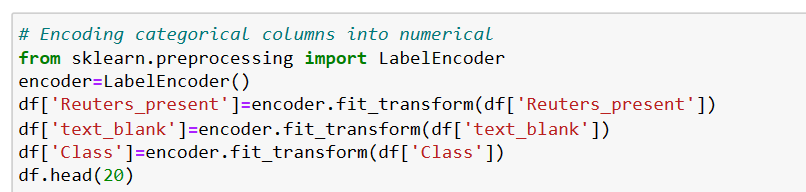 # Encoding categorical columns into numerical
from sklearn.preprocessing import LabelEncoder
encoder=LabelEncoder()
df['Reuters_present']=encoder.fit_transform(df['Reuters_present'])
df['text_blank']=encoder.fit_transform(df['text_blank'])
df['Class']=encoder.fit_transform(df['Class'])
df.head(20)